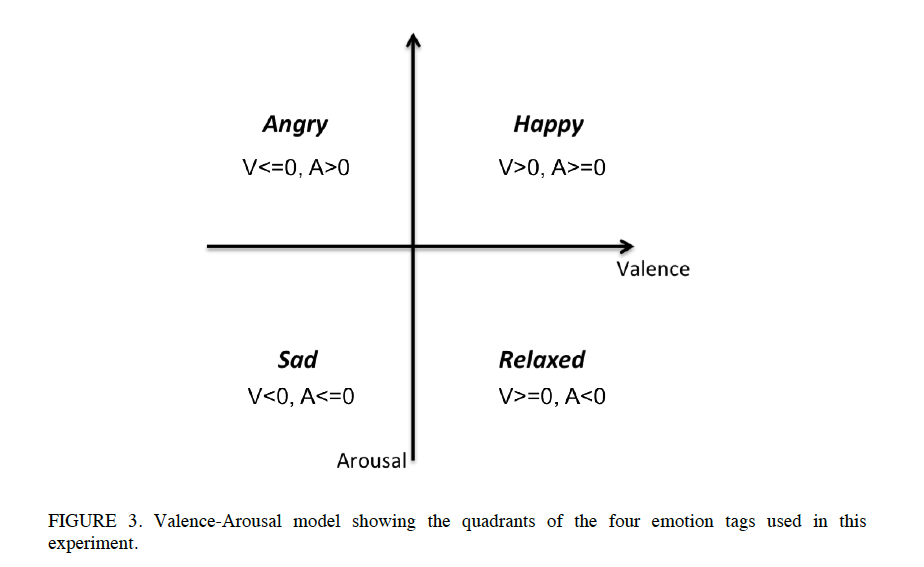 Angry
Happy
V<=0, A>0
V>0, A>=0
Valence
Sad
Relaxed
V<0, A<=0
V>=0, A<0
Arousal
FIGURE 3. Valence-Arousal model showing the quadrants of the four emotion tags used in this
experiment.